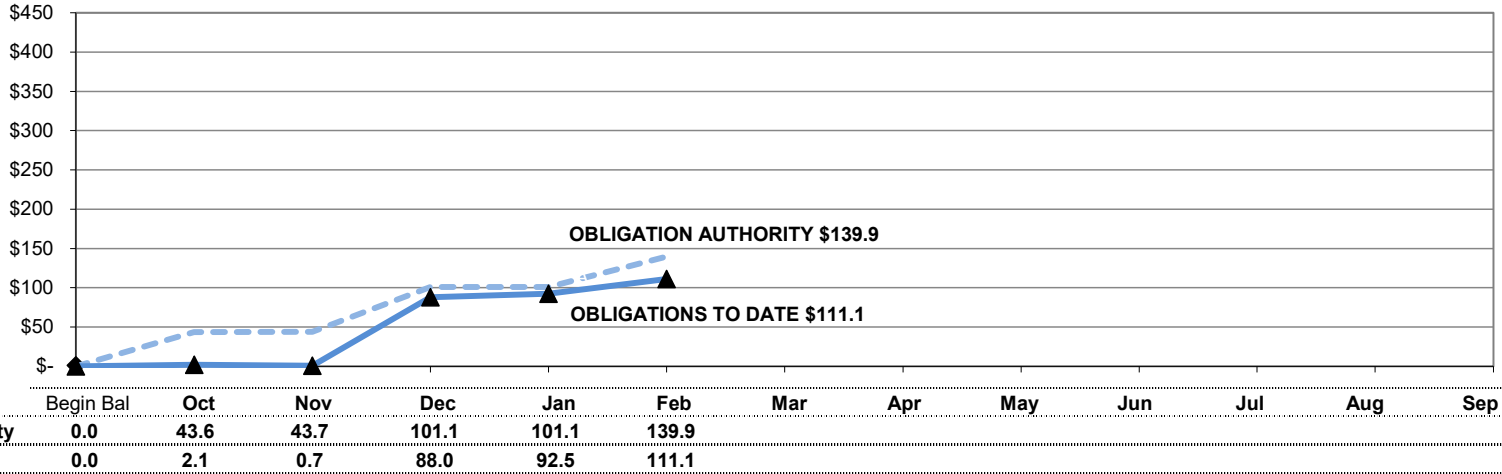 $450
$400
$350
$300
$250
$200
$150
$100
$50
$-
OBLIGATION AUTHORITY $139.9
OBLIGATIONS TO DATE $111.1
Begin Bal Oct Nov Dec Jan Feb Mar Apr May Jun Jul Aug Sep
ty 0.0 43.6 43.7 101.1 101.1 139.9
0.0 2.1 0.7 88.0 92.5 111.1